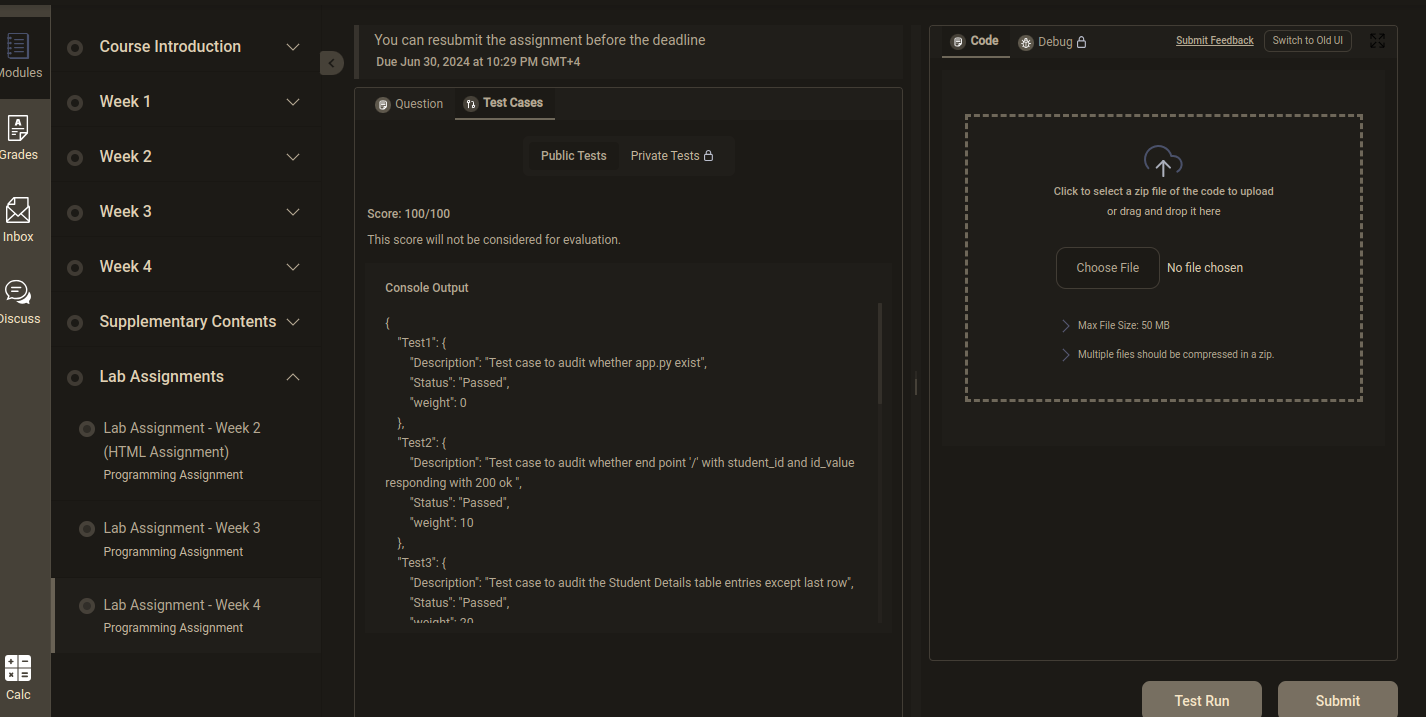 Modules
Grades
Inbox
Discuss
Calc
Course Introduction
Week 1
Week 2
Week 3
Week 4
Supplementary Contents
Lab Assignments
Lab Assignment - Week 2
(HTML Assignment)
Programming Assignment
Lab Assignment - Week 3
Programming Assignment
Lab Assignment - Week 4
Programming Assignment
You can resubmit the assignment before the deadline
Due Jun 30, 2024 at 10:29 PM GMT+4
Question
Test Cases
Public Tests
Private Tests
Score: 100/100
This score will not be considered for evaluation.
Console Output
{
"Test1": {
"Description": "Test case to audit whether app.py exist",
"Status": "Passed",
"weight": 0
},
"Test2": {
"Description": "Test case to audit whether end point '/' with student_id and id_value
responding with 200 ok ",
"Status": "Passed",
"weight": 10
},
"Test3": {
"Description": "Test case to audit the Student Details table entries except last row",
"Status": "Passed",
"weight": 20
Code
Debug
Submit Feedback
Switch to Old UI
Click to select a zip file of the code to upload
or drag and drop it here
Choose File No file chosen
Max File Size: 50 MB
Multiple files should be compressed in a zip.
Test Run
Submit